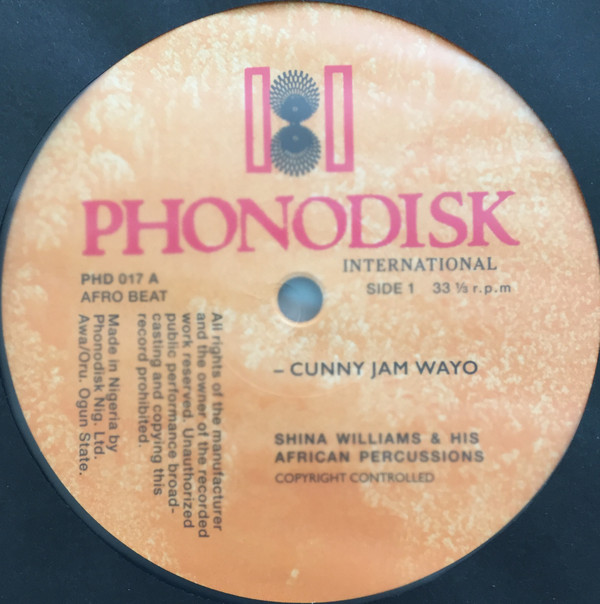 PHONODISK
INTERNATIONAL
PHD 017 A
AFRO BEAT
SIDE 1 33 ⅓ r.p.m
– CUNNY JAM WAYO
SHINA WILLIAMS & HIS
AFRICAN PERCUSSIONS
COPYRIGHT CONTROLLED
All rights of the manufacturer
and the owner of the recorded
work reserved. Unauthorized
public performance broad-
casting and copying this
record prohibited.
Made in Nigeria by
Phonodisk Nig. Ltd.
Awa/Oru. Ogun State.